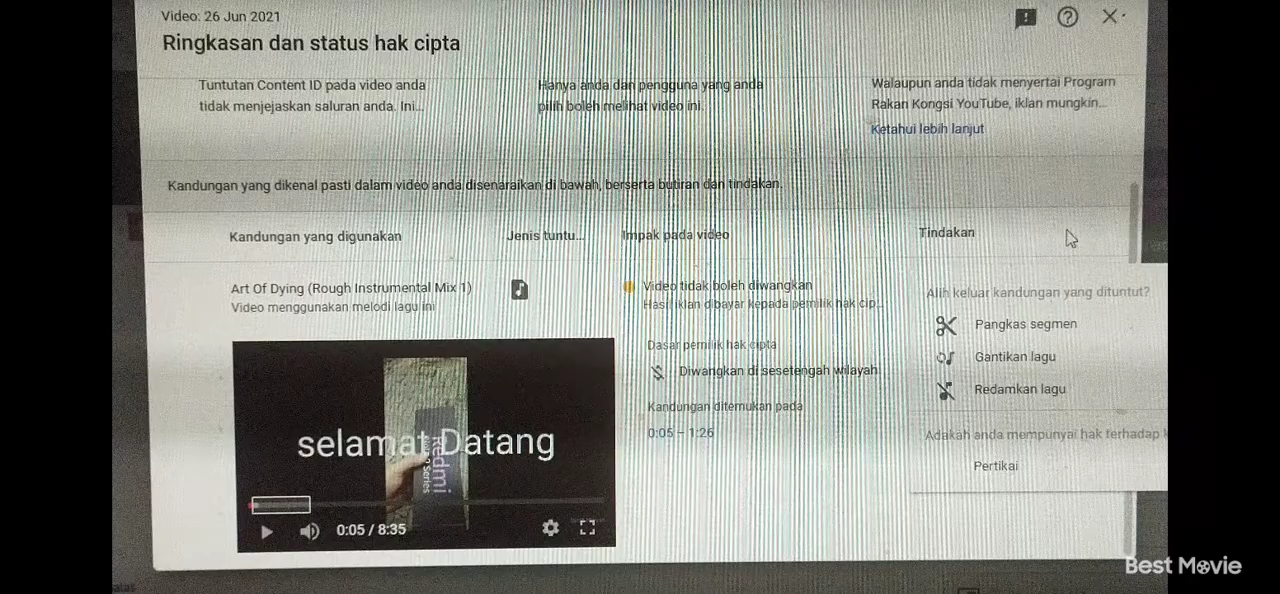 Video: 26 Jun 2021
Ringkasan dan status hak cipta
Tuntutan Content ID pada video anda
tidak menjejaskan saluran anda. Ini...
Hanya anda dan pengguna yang anda
pilih boleh melihat video ini.
Walaupun anda tidak menyertai Program
Rakan Kongsi YouTube, iklan mungkin...
Ketahui lebih lanjut
Kandungan yang dikenal pasti dalam video anda disenaraikan di bawah, berserta butiran dan tindakan.
Kandungan yang digunakan
Jenis tuntu...
Impak pada video
Tindakan
Art Of Dying (Rough Instrumental Mix 1)
Video menggunakan melodi lagu ini
Video tidak boleh diwangkan
Hasil iklan dibayar kepada pemilik hak cip...
Dasar pemilik hak cipta
Diwangkan di sesetengah wilayah
Kandungan ditemukan pada
0:05 – 1:26
Alih keluar kandungan yang dituntut?
Pangkas segmen
Gantikan lagu
Redamkan lagu
Adakah anda mempunyai hak terhadap k
Pertikai
selamat Datang
Redmi
Series
0:05 / 8:35
Best Movie